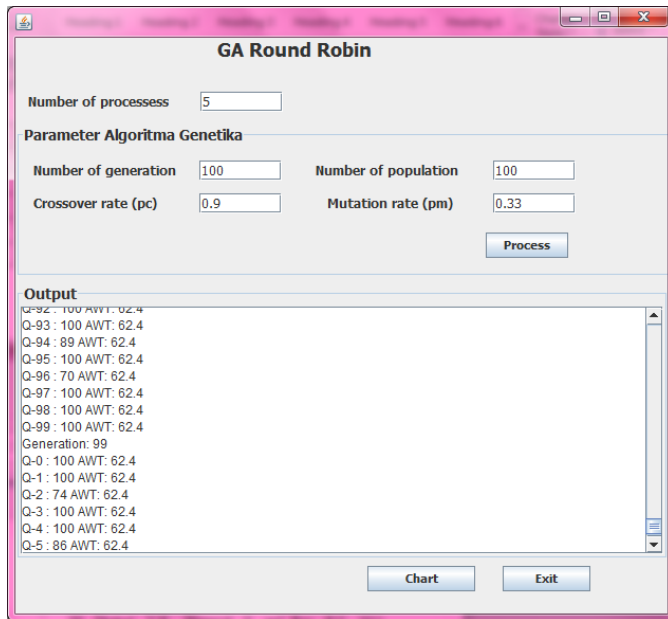 GA Round Robin
Number of processess 5
Parameter Algoritma Genetika
Number of generation 100 Number of population 100
Crossover rate (pc) 0.9 Mutation rate (pm) 0.33
Process
Output
Q-92 : 100 AWT: 62.4
Q-93 : 100 AWT: 62.4
Q-94 : 89 AWT: 62.4
Q-95 : 100 AWT: 62.4
Q-96 : 70 AWT: 62.4
Q-97 : 100 AWT: 62.4
Q-98 : 100 AWT: 62.4
Q-99 : 100 AWT: 62.4
Generation: 99
Q-0 : 100 AWT: 62.4
Q-1 : 100 AWT: 62.4
Q-2 : 74 AWT: 62.4
Q-3 : 100 AWT: 62.4
Q-4 : 100 AWT: 62.4
Q-5 : 86 AWT: 62.4
Chart Exit